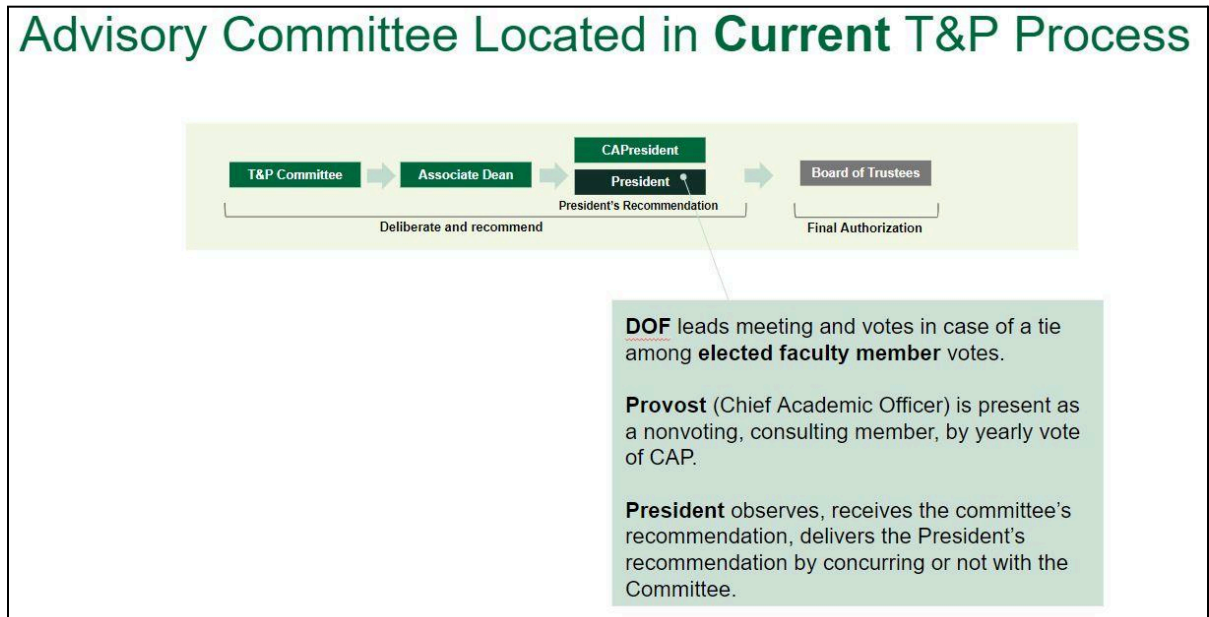 Advisory Committee Located in Current T&P Process
T&P Committee
Associate Dean
CAPresident
President
President's Recommendation
Board of Trustees
Deliberate and recommend
Final Authorization
DOF leads meeting and votes in case of a tie
among elected faculty member votes.
Provost (Chief Academic Officer) is present as
a nonvoting, consulting member, by yearly vote
of CAP.
President observes, receives the committee's
recommendation, delivers the President's
recommendation by concurring or not with the
Committee.